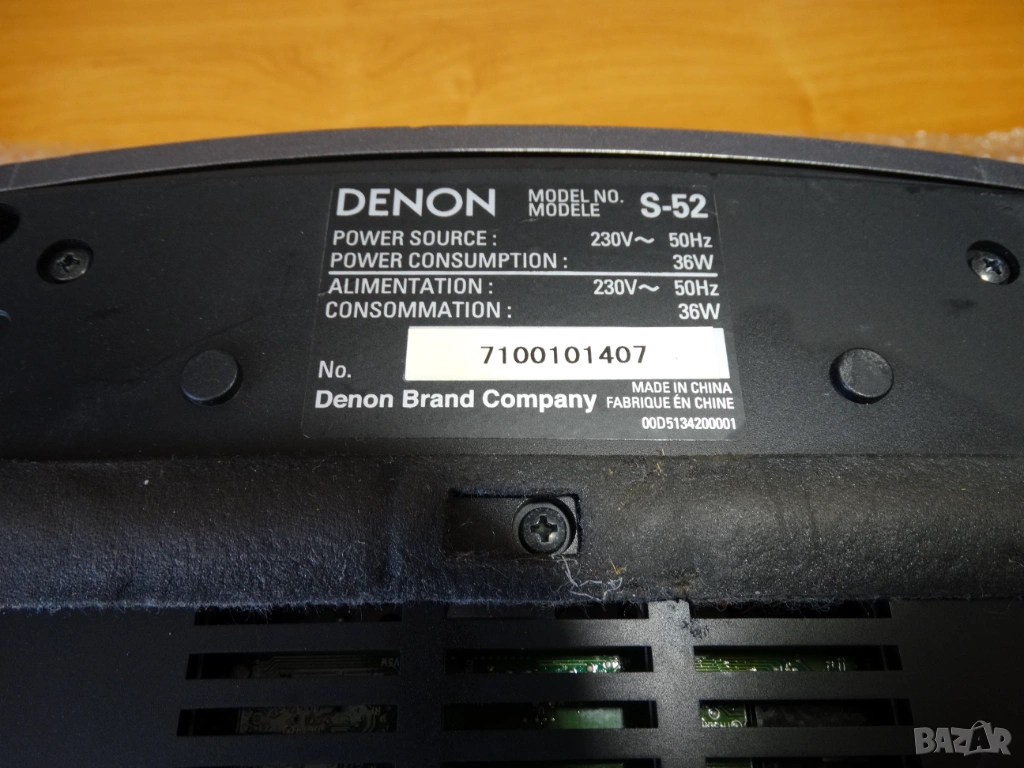 DENON MODEL NO. MODELE S-52
POWER SOURCE : 230V～ 50Hz
POWER CONSUMPTION : 36W
ALIMENTATION : 230V～ 50Hz
CONSOMMATION : 36W
No. 7100101407
Denon Brand Company MADE IN CHINA
FABRIQUE ÉN CHINE
00D5134200001
BAZAR